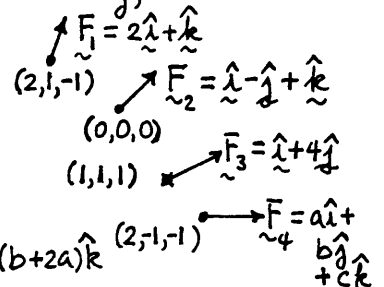 F₁ = 2î + k̂
(2,1,-1)
F₂ = î - ĵ + k̂
(0,0,0)
F₃ = î + 4ĵ
(1,1,1)
F₄ = aî +
(2,-1,-1)
bĵ
(b+2a)k̂
+ ck̂